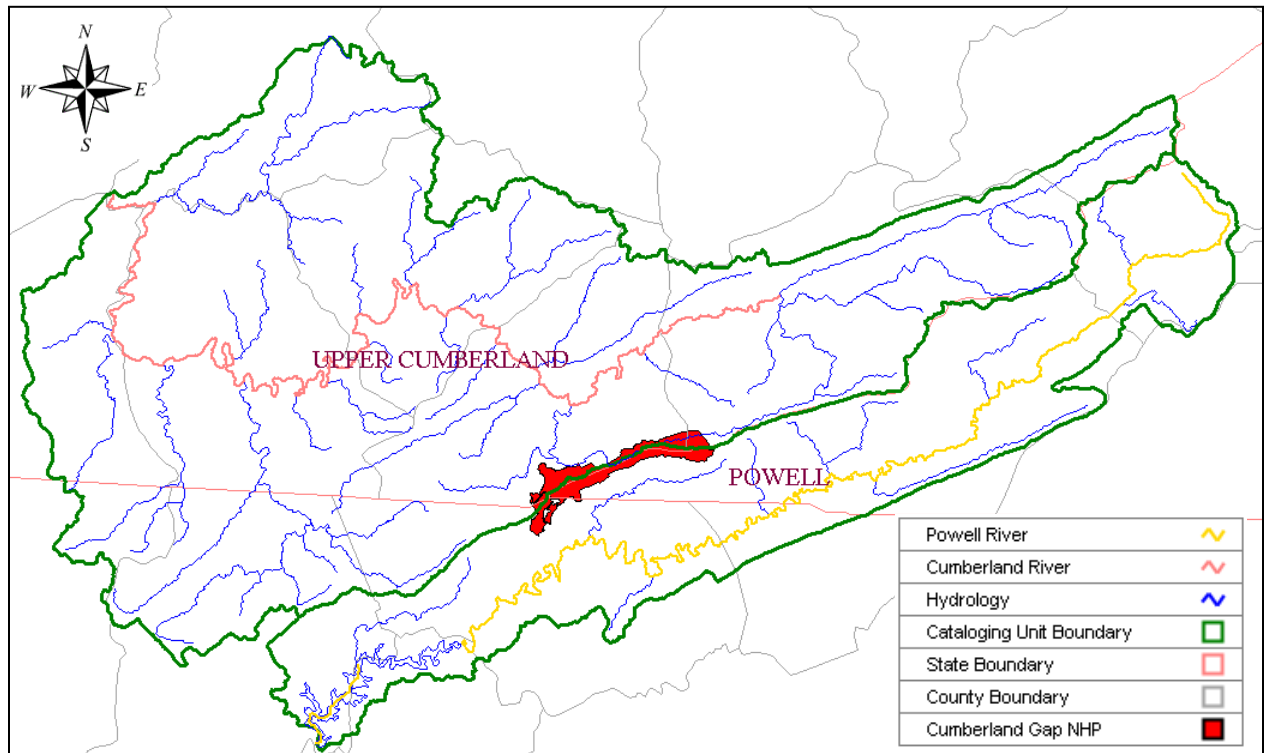 N
W
E
S
UPPER CUMBERLAND
POWELL
Powell River
Cumberland River
Hydrology
Cataloging Unit Boundary
State Boundary
County Boundary
Cumberland Gap NHP